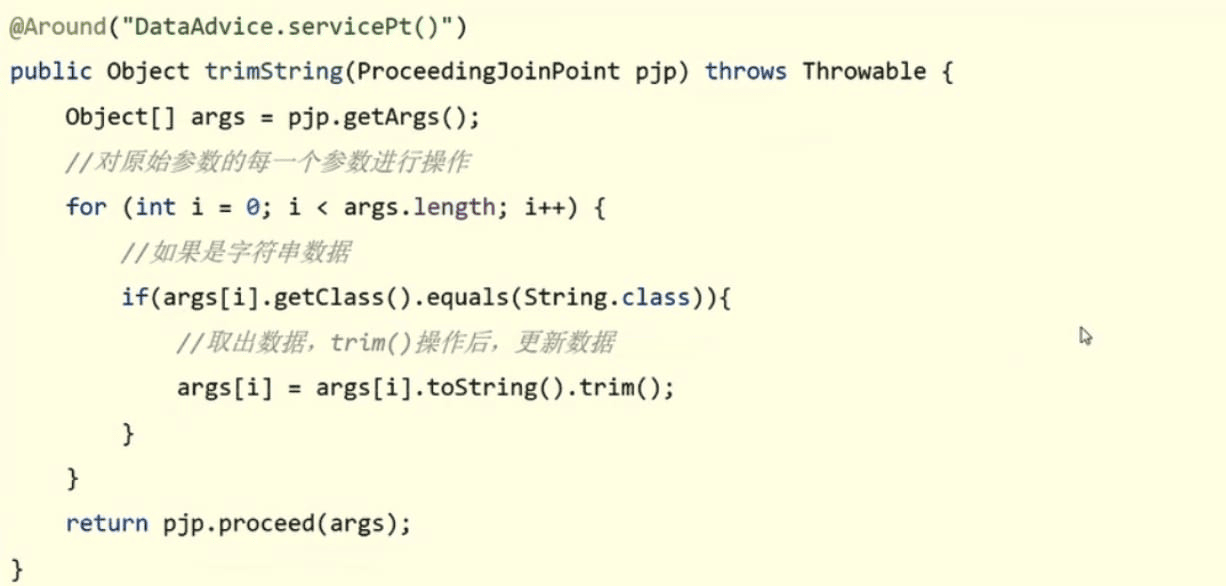 @Around("DataAdvice.servicePt()")
public Object trimString(ProceedingJoinPoint pjp) throws Throwable {
    Object[] args = pjp.getArgs();
    //对原始参数的每一个参数进行操作
    for (int i = 0; i < args.length; i++) {
        //如果是字符串数据
        if(args[i].getClass().equals(String.class)){
            //取出数据，trim()操作后，更新数据
            args[i] = args[i].toString().trim();
        }
    }
    return pjp.proceed(args);
}